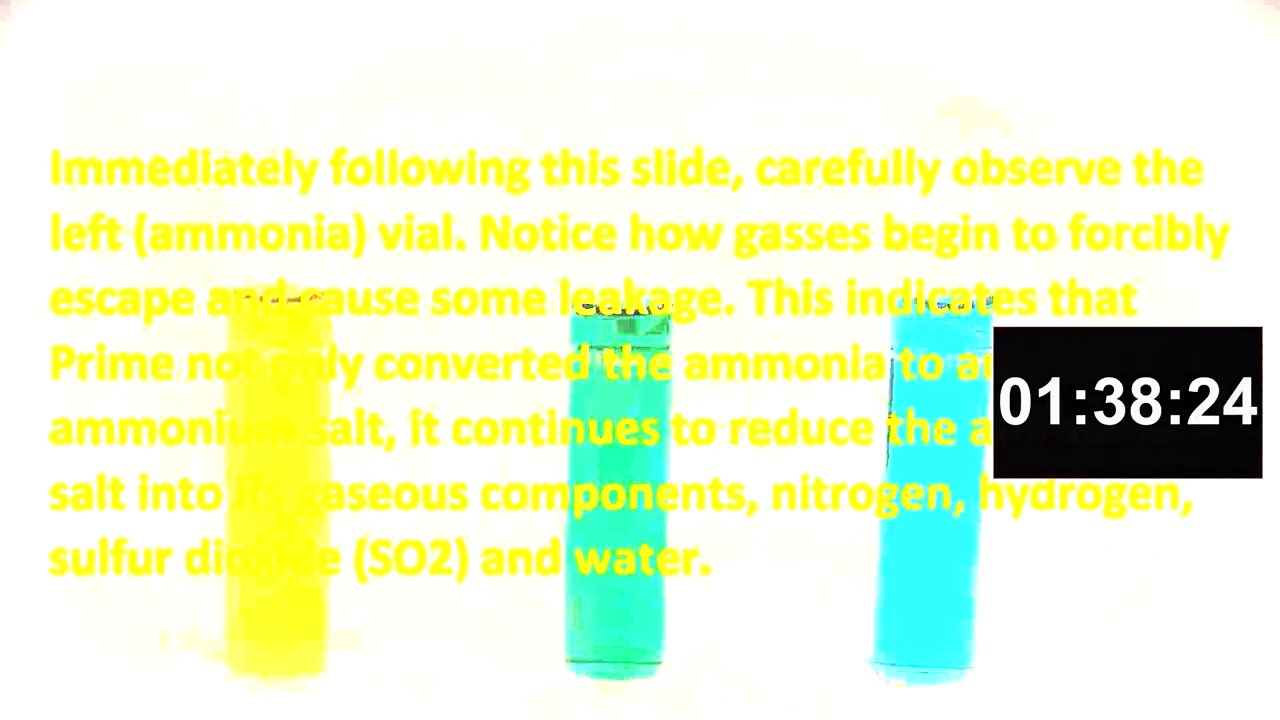 Immediately following this slide, carefully observe the
left (ammonia) vial. Notice how gasses begin to forcibly
escape and cause some leakage. This indicates that
Prime not only converted the ammonia to an
ammonium salt, it continues to reduce the
salt into its gaseous components, nitrogen, hydrogen,
sulfur dioxide (SO2) and water.
01:38:24